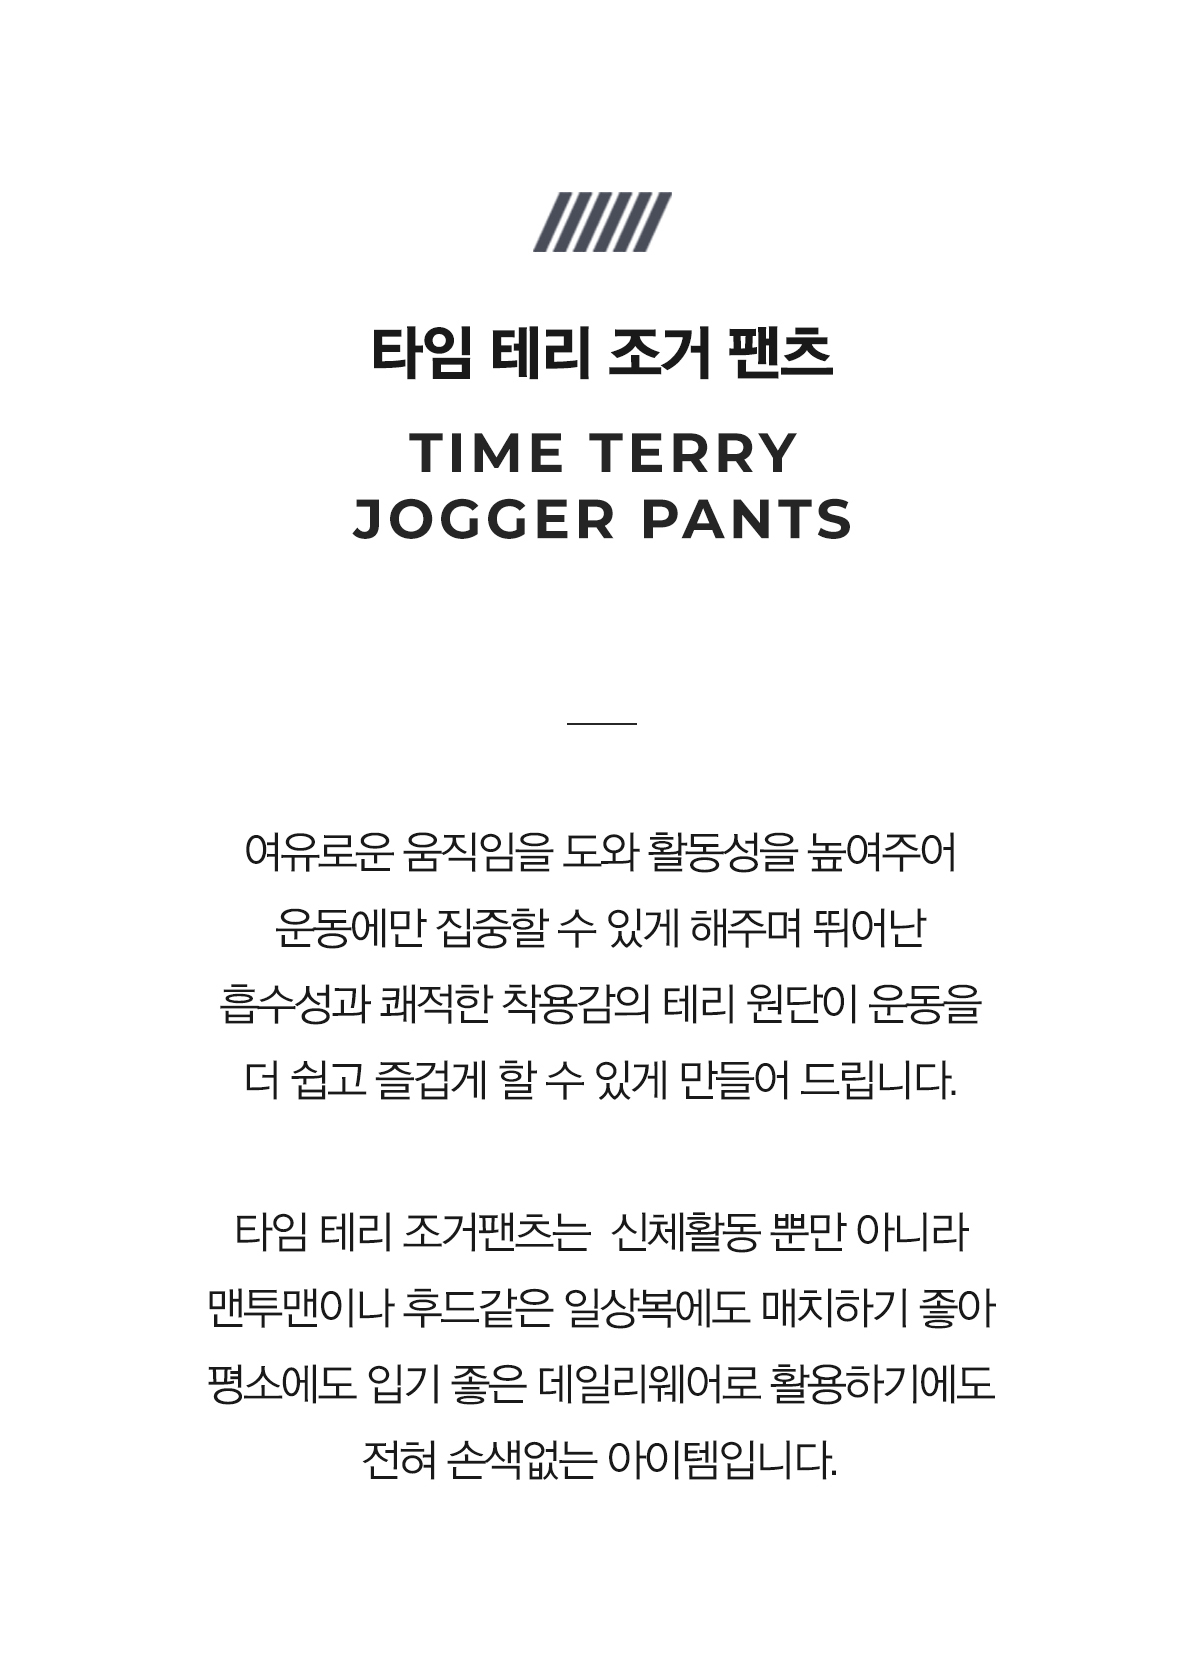 타임 테리 조거 팬츠
TIME TERRY
JOGGER PANTS
여유로운 움직임을 도와 활동성을 높여주어
운동에만 집중할 수 있게 해주며 뛰어난
흡수성과 쾌적한 착용감의 테리 원단이 운동을
더 쉽고 즐겁게 할 수 있게 만들어 드립니다.
타임 테리 조거팬츠는 신체활동 뿐만 아니라
맨투맨이나 후드같은 일상복에도 매치하기 좋아
평소에도 입기 좋은 데일리웨어로 활용하기에도
전혀 손색없는 아이템입니다.